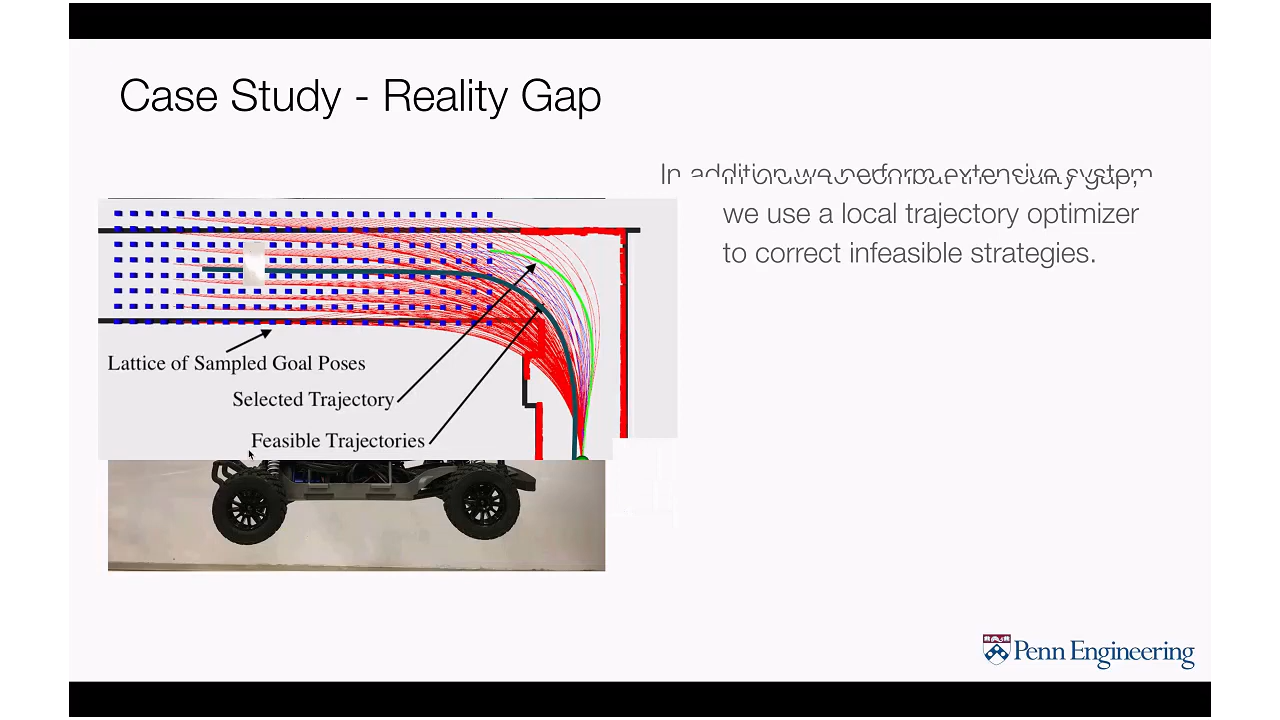 Case Study - Reality Gap
In addition we perform extensive system
we use a local trajectory optimizer
to correct infeasible strategies.
Lattice of Sampled Goal Poses
Selected Trajectory
Feasible Trajectories
Penn Engineering